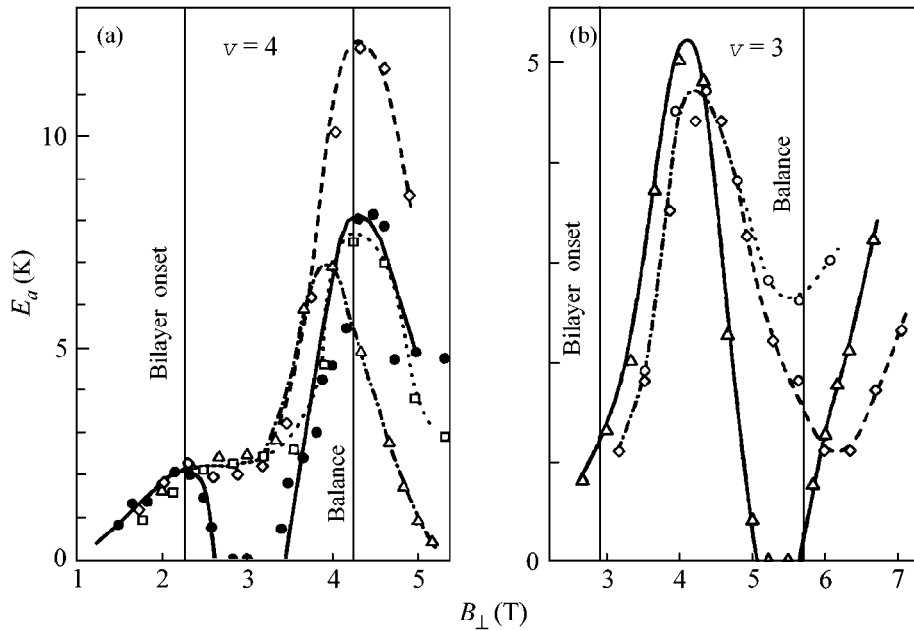 (a)
ν = 4
Bilayer onset
Balance
E_a (K)
10
5
0
1
2
3
4
5
(b)
ν = 3
Bilayer onset
Balance
5
0
3
4
5
6
7
B_⊥ (T)